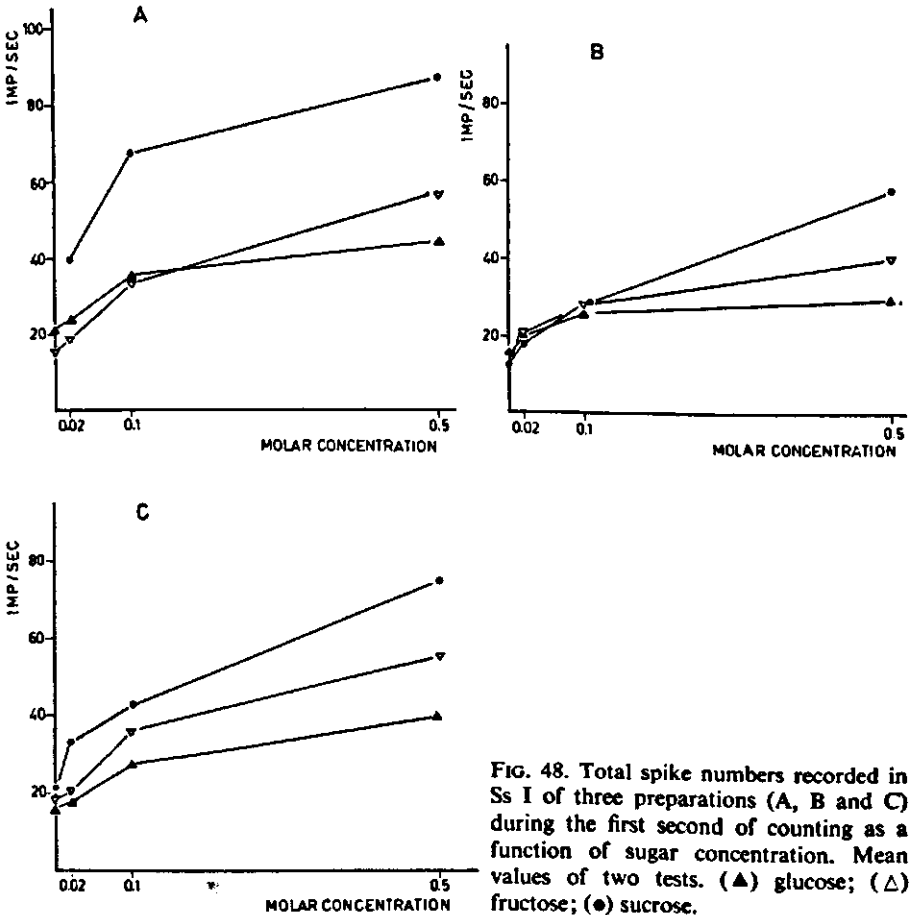 A
100
80
60
40
20
IMP/SEC
0.02
0.1
0.5
MOLAR CONCENTRATION
B
80
60
40
20
IMP/SEC
0.02
0.1
0.5
MOLAR CONCENTRATION
C
80
60
40
20
IMP/SEC
0.02
0.1
0.5
MOLAR CONCENTRATION
FIG. 48. Total spike numbers recorded in
Ss I of three preparations (A, B and C)
during the first second of counting as a
function of sugar concentration. Mean
values of two tests. (▲) glucose; (△)
fructose; (●) sucrose.